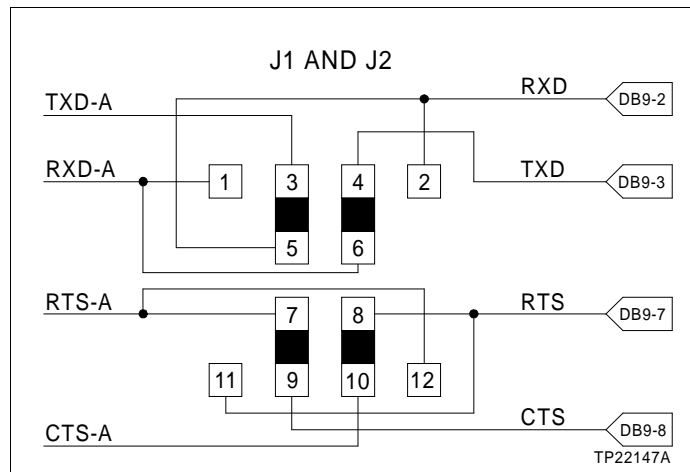 J1 AND J2
TXD-A
RXD
DB9-2
RXD-A
1
3
4
2
TXD
DB9-3
5
6
RTS-A
7
8
RTS
DB9-7
11
9
10
12
CTS-A
CTS
DB9-8
TP22147A